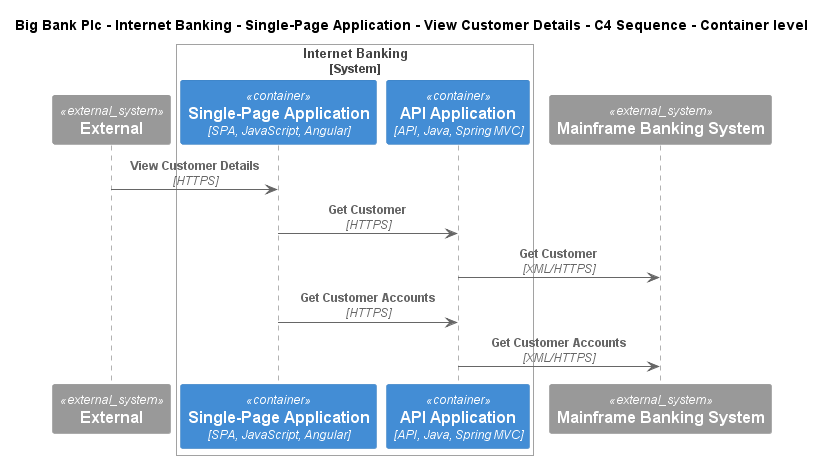 Big Bank Plc - Internet Banking - Single-Page Application - View Customer Details - C4 Sequence - Container level
Internet Banking
[System]
«external_system»
External
«container»
Single-Page Application
[SPA, JavaScript, Angular]
«container»
API Application
[API, Java, Spring MVC]
«external_system»
Mainframe Banking System
View Customer Details
[HTTPS]
Get Customer
[HTTPS]
Get Customer
[XML/HTTPS]
Get Customer Accounts
[HTTPS]
Get Customer Accounts
[XML/HTTPS]
«external_system»
External
«container»
Single-Page Application
[SPA, JavaScript, Angular]
«container»
API Application
[API, Java, Spring MVC]
«external_system»
Mainframe Banking System